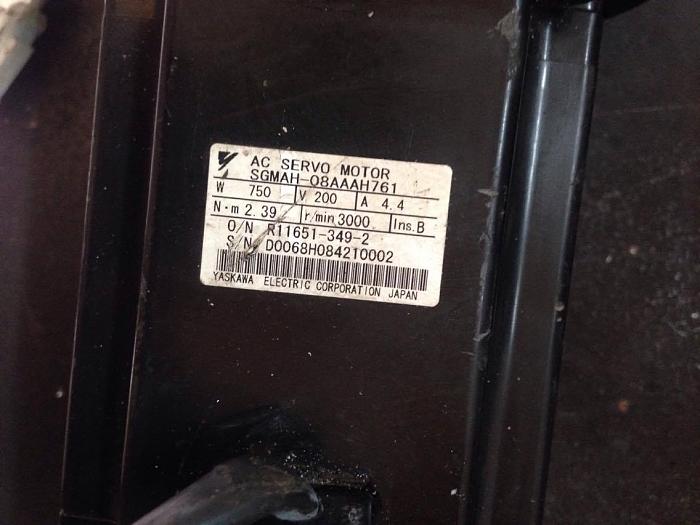 AC SERVO MOTOR
SGMAH-08AAAH761
W 750 V 200 A 4.4
N·m 2.39 r/min 3000 Ins.B
O/N R11651-349-2
S/N D0068H084210002
YASKAWA ELECTRIC CORPORATION JAPAN